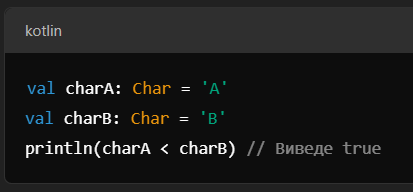 kotlin
val charA: Char = 'A'
val charB: Char = 'B'
println(charA < charB) // Виведе true